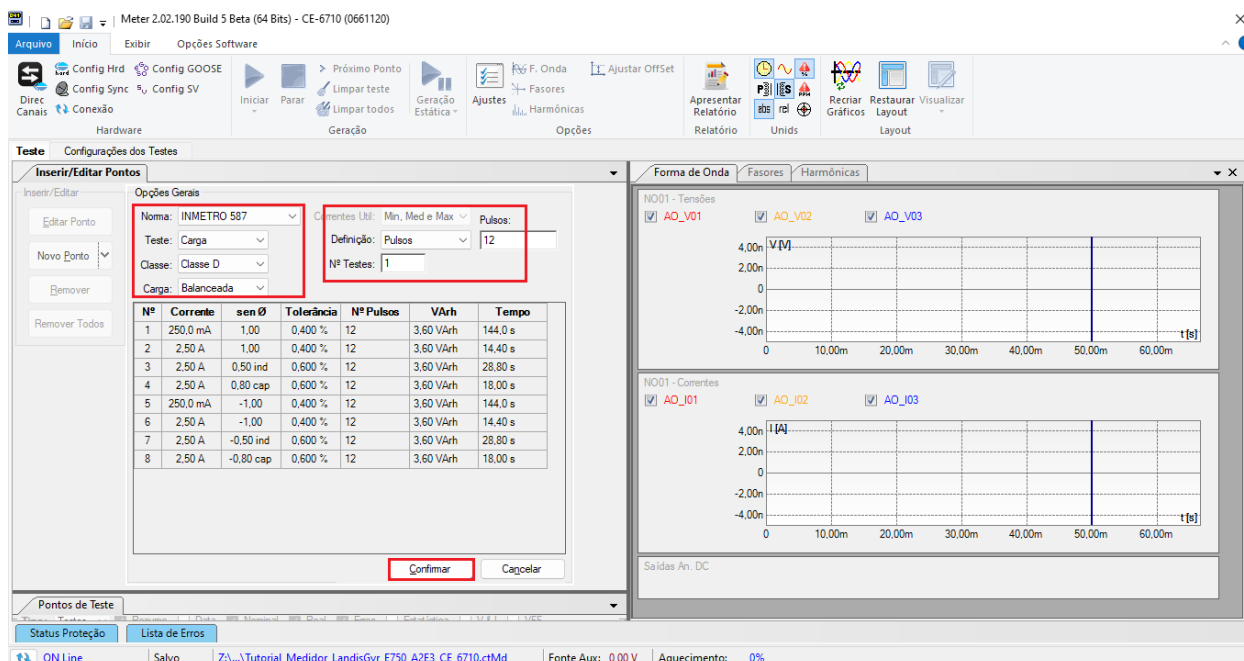 Meter 2.02.190 Build 5 Beta (64 Bits) - CE-6710 (0661120)
Arquivo Início Exibir Opções Software
Direc Canais
Config Hrd
Config Sync
Conexão
Config GOOSE
Config SV
Hardware
Iniciar
Parar
Próximo Ponto
Limpar teste
Limpar todos
Geração Estática
Geração
Ajustes
F. Onda
Fasores
Harmônicas
Ajustar OffSet
Opções
Apresentar Relatório
Relatório
abs rel
Unids
Recriar Gráficos
Restaurar Layout
Visualizar
Layout
Teste Configurações dos Testes
Inserir/Editar Pontos
Inserir/Editar
Editar Ponto
Novo Ponto
Remover
Remover Todos
Opções Gerais
Norma: INMETRO 587
Teste: Carga
Classe: Classe D
Carga: Balanceada
Correntes Util: Min, Med e Max
Definição: Pulsos
Nº Testes: 1
Pulsos:
12
Nº Corrente sen Ø Tolerância Nº Pulsos VArh Tempo
1 250,0 mA 1,00 0,400 % 12 3,60 VArh 144,0 s
2 2,50 A 1,00 0,400 % 12 3,60 VArh 14,40 s
3 2,50 A 0,50 ind 0,600 % 12 3,60 VArh 28,80 s
4 2,50 A 0,80 cap 0,600 % 12 3,60 VArh 18,00 s
5 250,0 mA -1,00 0,400 % 12 3,60 VArh 144,0 s
6 2,50 A -1,00 0,400 % 12 3,60 VArh 14,40 s
7 2,50 A -0,50 ind 0,600 % 12 3,60 VArh 28,80 s
8 2,50 A -0,80 cap 0,600 % 12 3,60 VArh 18,00 s
Confirmar Cancelar
Forma de Onda Fasores Harmônicas
NO01 - Tensões
AO_V01 AO_V02 AO_V03
V [V]
4,00n
2,00n
0
-2,00n
-4,00n
t [s]
0 10,00m 20,00m 30,00m 40,00m 50,00m 60,00m
NO01 - Correntes
AO_I01 AO_I02 AO_I03
I [A]
4,00n
2,00n
0
-2,00n
-4,00n
t [s]
0 10,00m 20,00m 30,00m 40,00m 50,00m 60,00m
Saídas An. DC
Pontos de Teste
Status Proteção Lista de Erros
ON Line Salvo Z:\...\Tutorial_Medidor_LandisGyr_E750_A2E3_CE_6710.ctMd Fonte Aux: 0.00 V Aquecimento: 0%